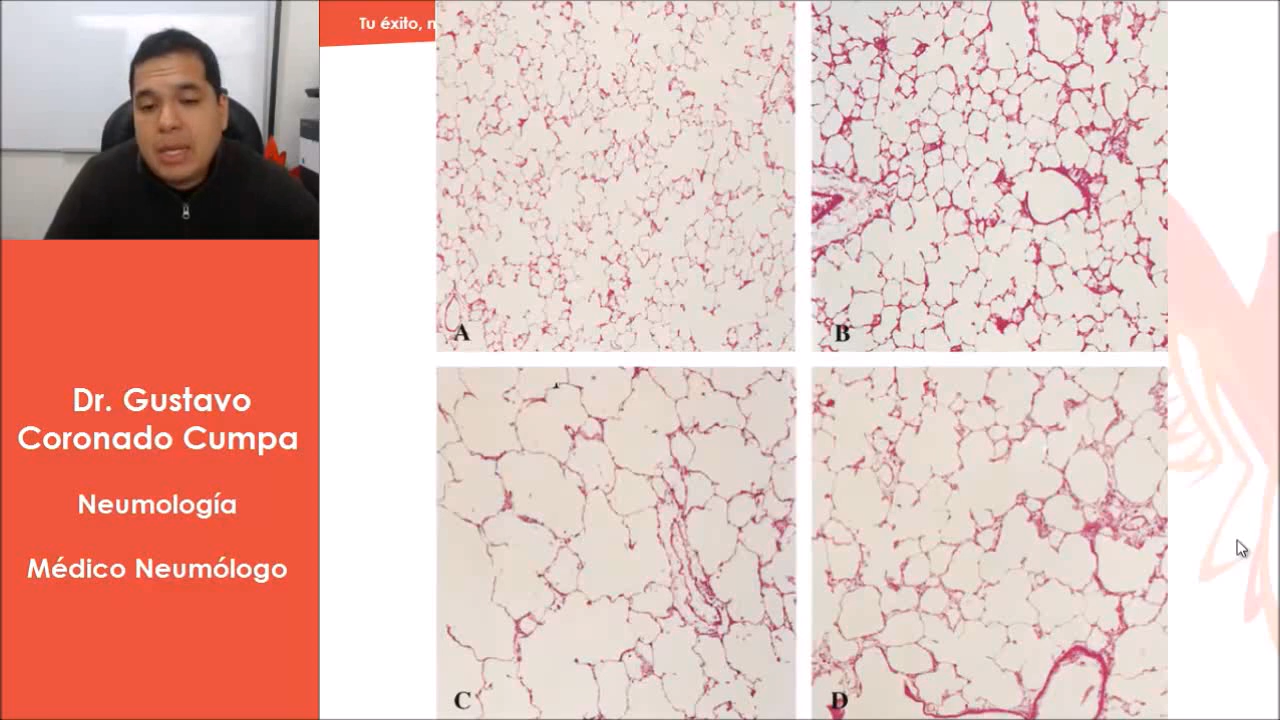 Tu éxito, n
A
B
C
D
Dr. Gustavo
Coronado Cumpa
Neumología
Médico Neumólogo